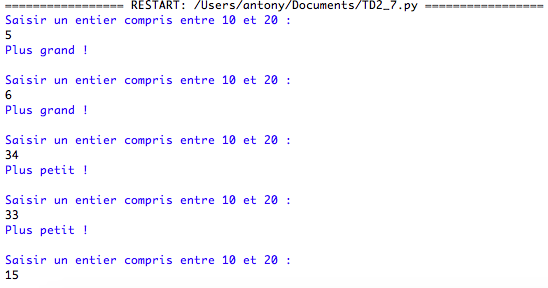 ================= RESTART: /Users/antony/Documents/TD2_7.py =================
Saisir un entier compris entre 10 et 20 :
5
Plus grand !
Saisir un entier compris entre 10 et 20 :
6
Plus grand !
Saisir un entier compris entre 10 et 20 :
34
Plus petit !
Saisir un entier compris entre 10 et 20 :
33
Plus petit !
Saisir un entier compris entre 10 et 20 :
15